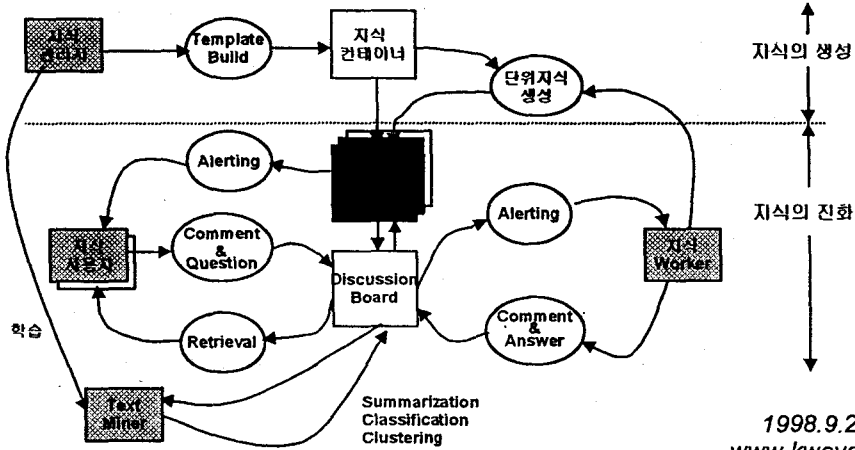 지식
관리자
Template
Build
지식
컨테이너
단위지식
생성
지식의 생성
Alerting
Alerting
지식의 진화
지식
사용자
Comment
&
Question
Discussion
Board
지식
Worker
Retrieval
Comment
&
Answer
학습
Text
Miner
Summarization
Classification
Clustering
1998.9.2